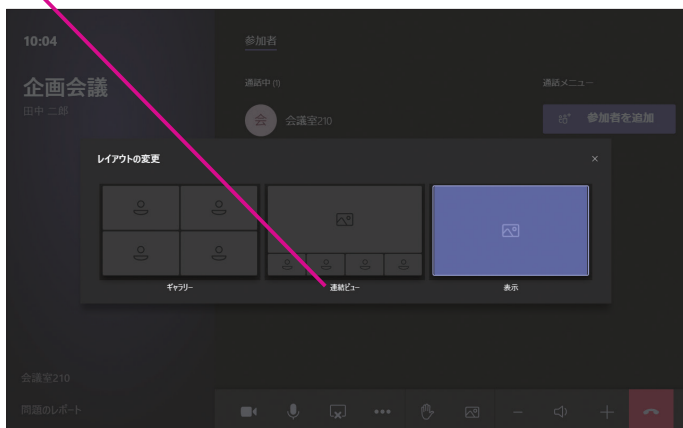 10:04
企画会議
田中 二郎
参加者
通話中 (1)
会
会議室210
通話メニュー
参加者を追加
レイアウトの変更
ギャラリー
連結ビュー
表示
会議室210
問題のレポート